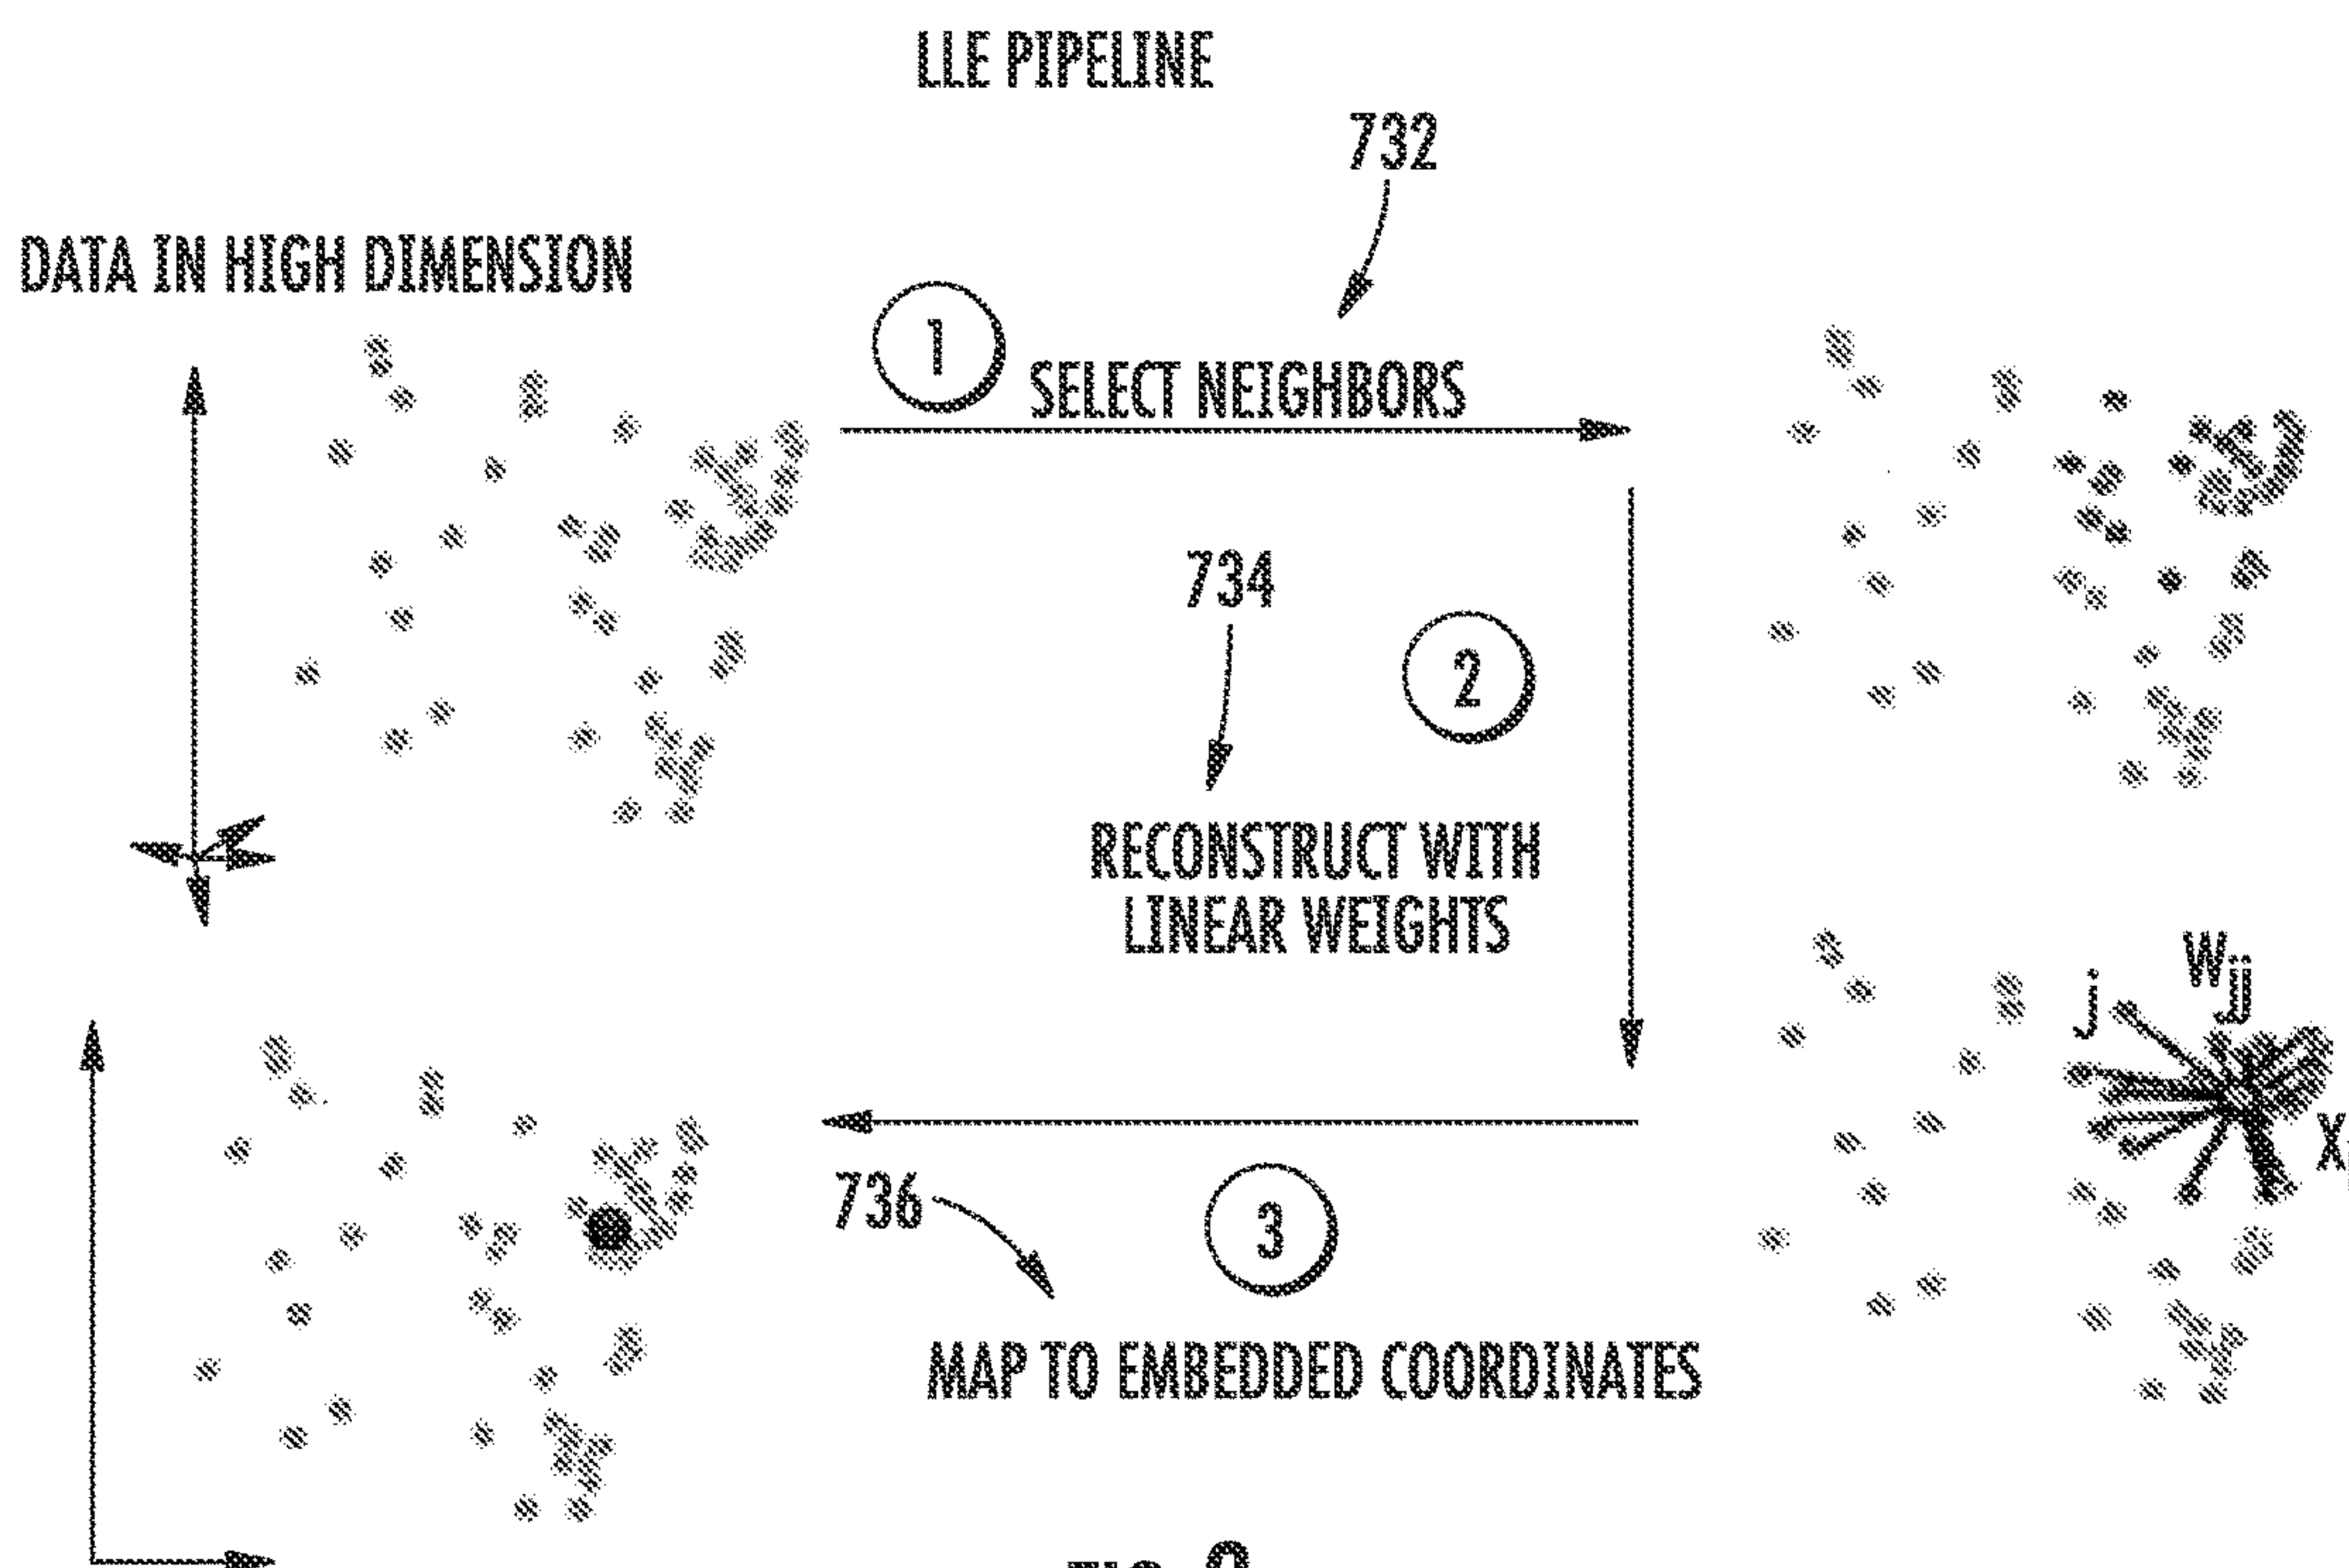 LLE PIPELINE
732
DATA IN HIGH DIMENSION
1
SELECT NEIGHBORS
734
2
RECONSTRUCT WITH
LINEAR WEIGHTS
j
Wjj
X
736
3
MAP TO EMBEDDED COORDINATES